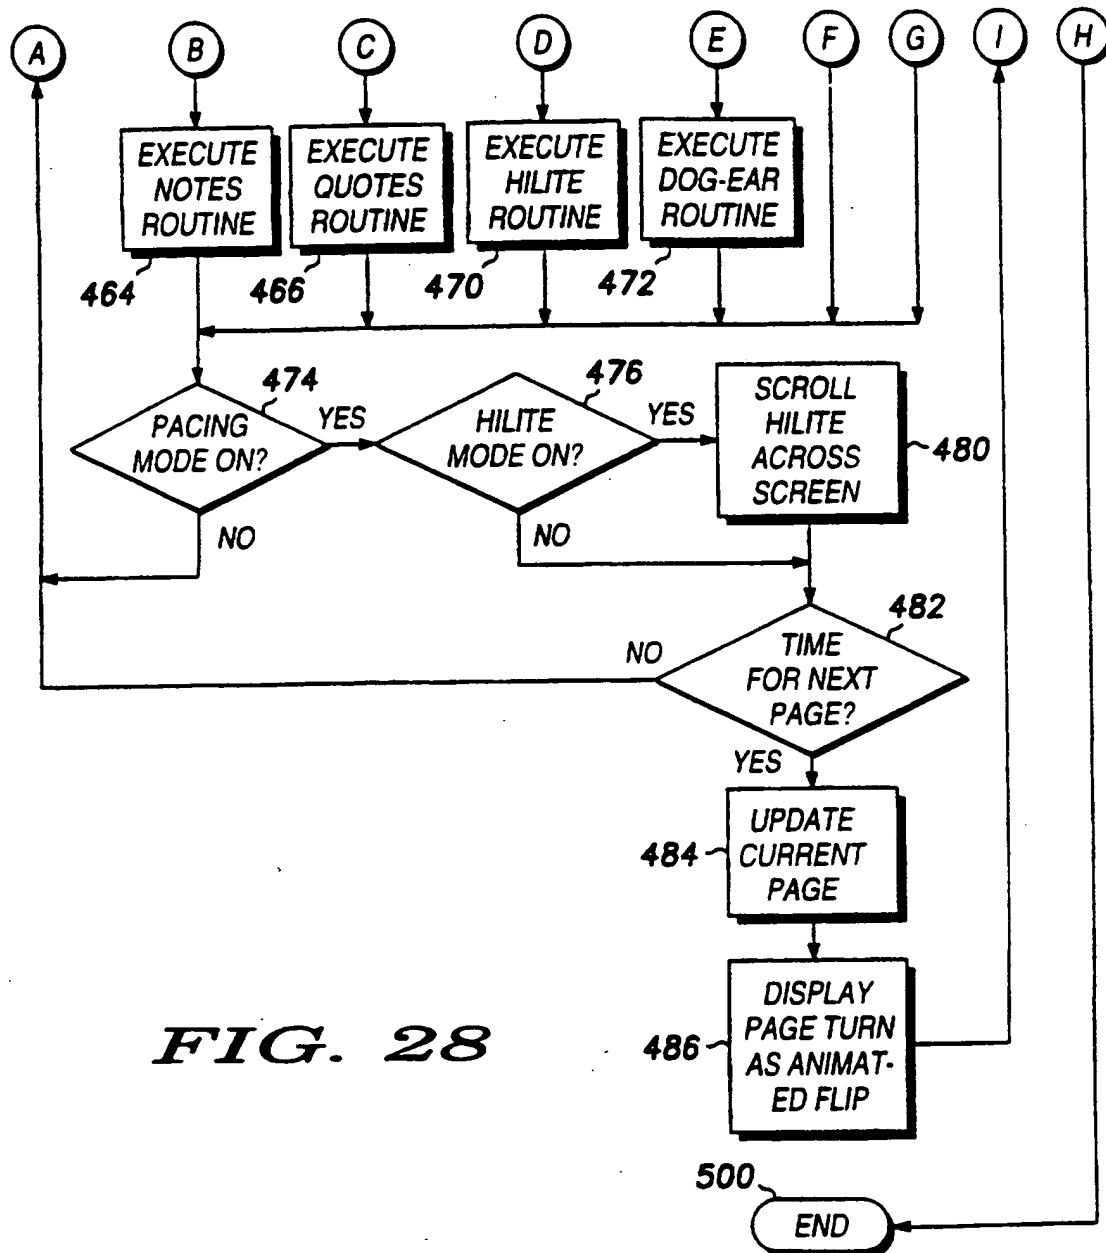 A B C D E F G I H
EXECUTE
NOTES
ROUTINE
464
EXECUTE
QUOTES
ROUTINE
466
EXECUTE
HILITE
ROUTINE
470
EXECUTE
DOG-EAR
ROUTINE
472
PACING
MODE ON?
474
YES
NO
HILITE
MODE ON?
476
YES
NO
SCROLL
HILITE
ACROSS
SCREEN
480
TIME
FOR NEXT
PAGE?
482
NO
YES
UPDATE
CURRENT
PAGE
484
DISPLAY
PAGE TURN
AS ANIMAT-
ED FLIP
486
FIG. 28
500
END